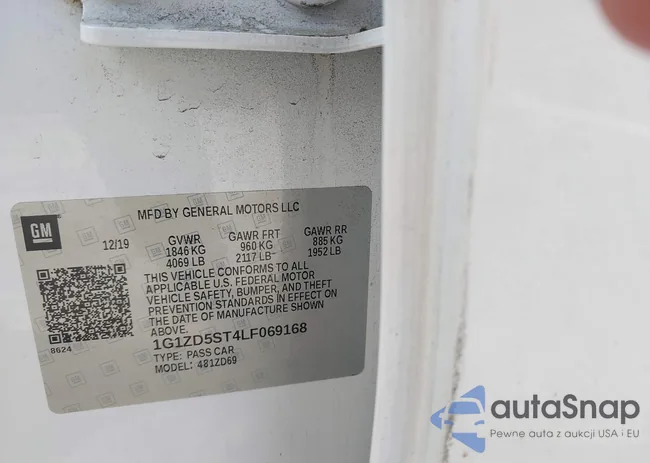 MFD BY GENERAL MOTORS LLC
GM
12/19
GVWR GAWR FRT GAWR RR
1846 KG 960 KG 885 KG
4069 LB 2117 LB 1952 LB
THIS VEHICLE CONFORMS TO ALL
APPLICABLE U.S. FEDERAL MOTOR
VEHICLE SAFETY, BUMPER, AND THEFT
PREVENTION STANDARDS IN EFFECT ON
THE DATE OF MANUFACTURE SHOWN
ABOVE.
8624
1G1ZD5ST4LF069168
TYPE: PASS CAR
MODEL: 481ZD69
autaSnap
Pewne auta z aukcji USA i EU